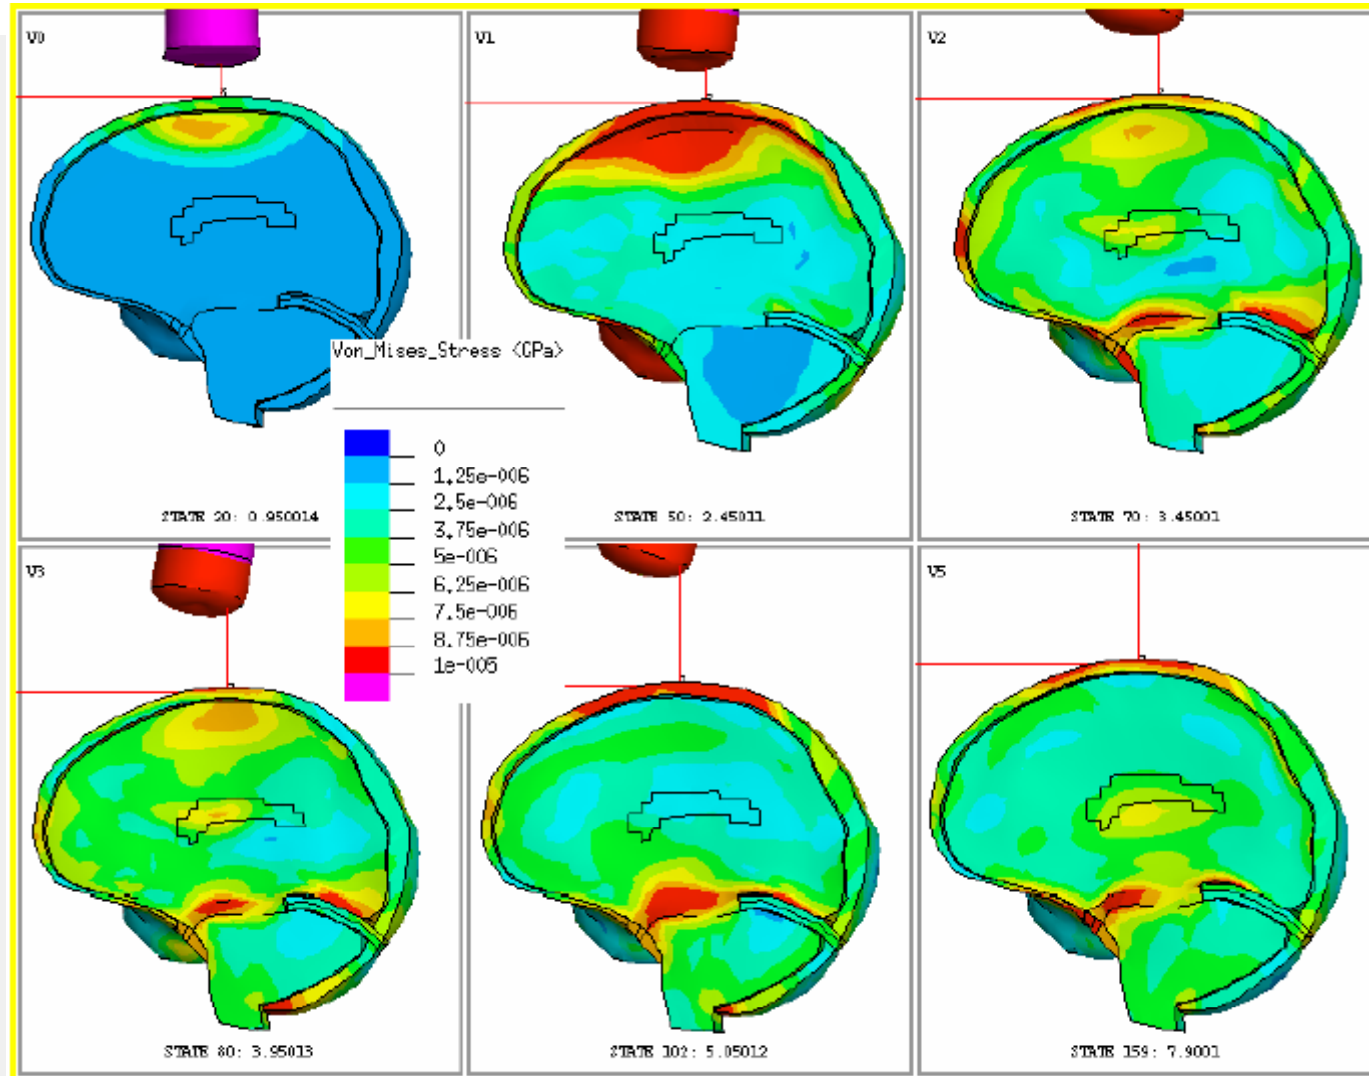 V0
V1
V2
STATE 20: 0.950014
STATE 50: 2.45011
STATE 70: 3.45001
Von_Mises_Stress (GPa)
0
1.25e-006
2.5e-006
3.75e-006
5e-006
6.25e-006
7.5e-006
8.75e-006
1e-005
V3
V5
STATE 80: 3.95013
STATE 102: 5.05012
STATE 159: 7.9001